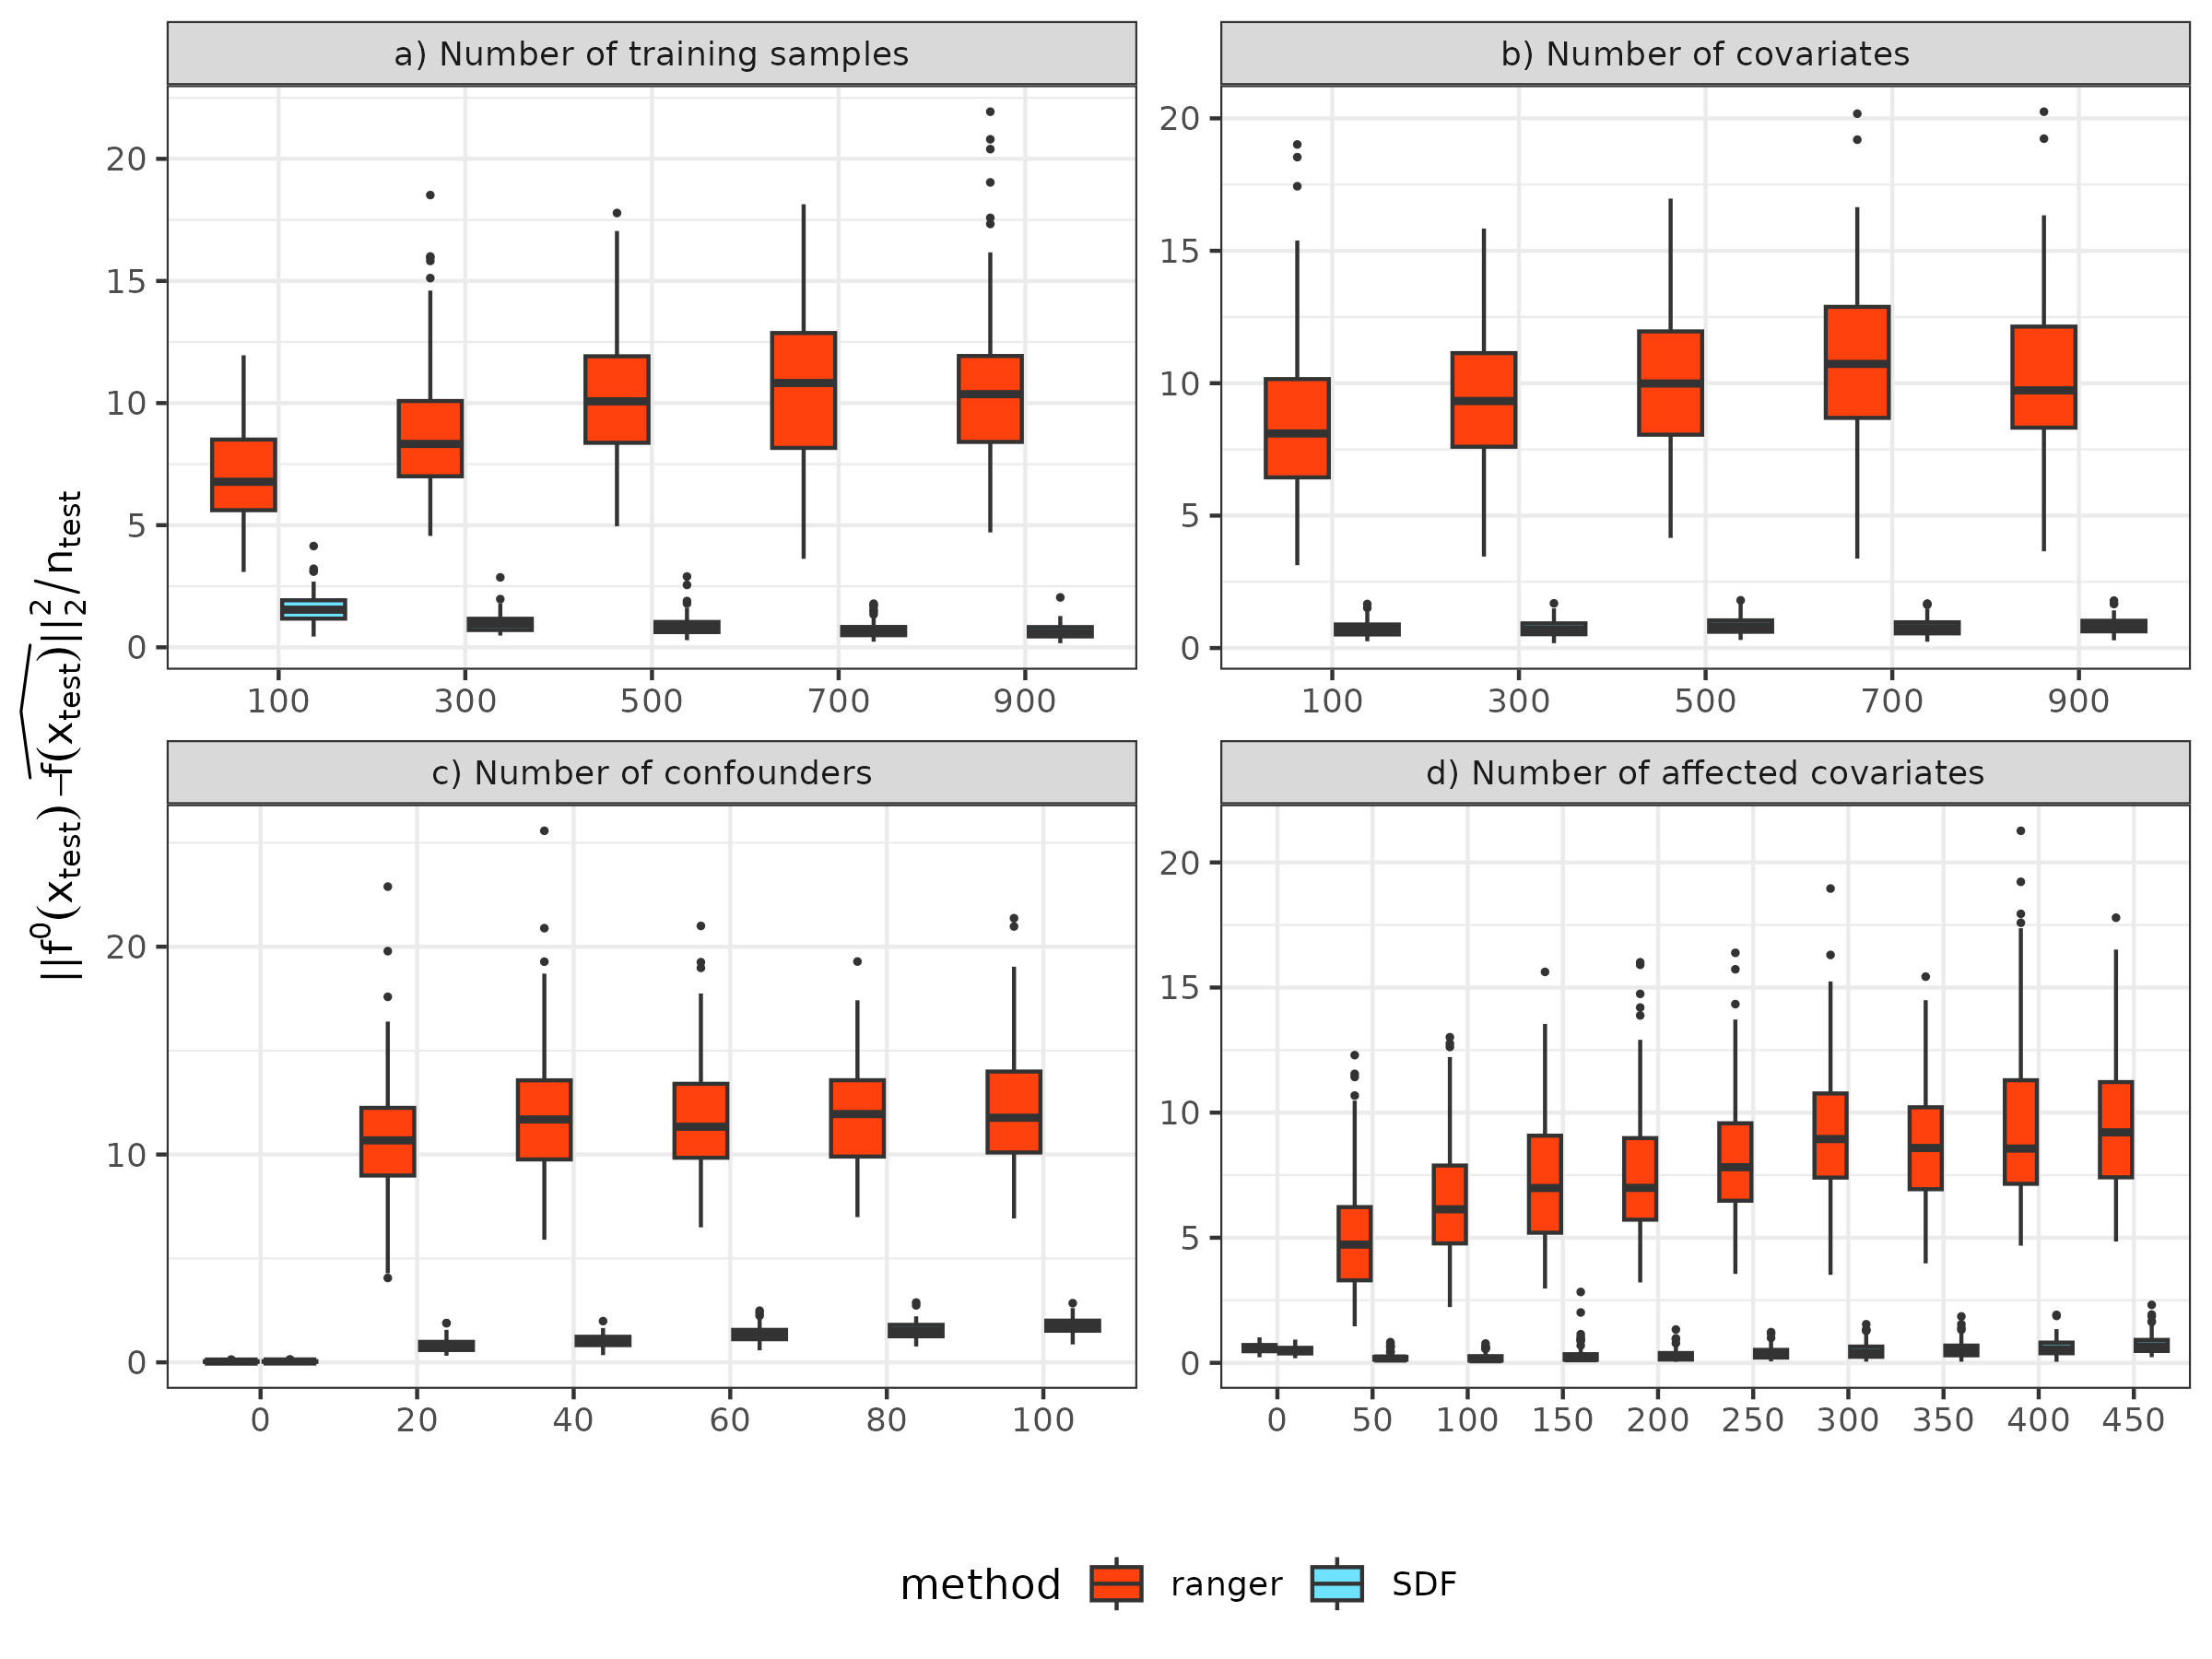 a) Number of training samples
b) Number of covariates
20
15
10
5
0
100 300 500 700 900
20
15
10
5
0
100 300 500 700 900
||f⁰(x_test) − f(x_test)||₂²/n_test
c) Number of confounders
d) Number of affected covariates
20
10
0
0 20 40 60 80 100
20
15
10
5
0
0 50 100 150 200 250 300 350 400 450
method ranger SDF